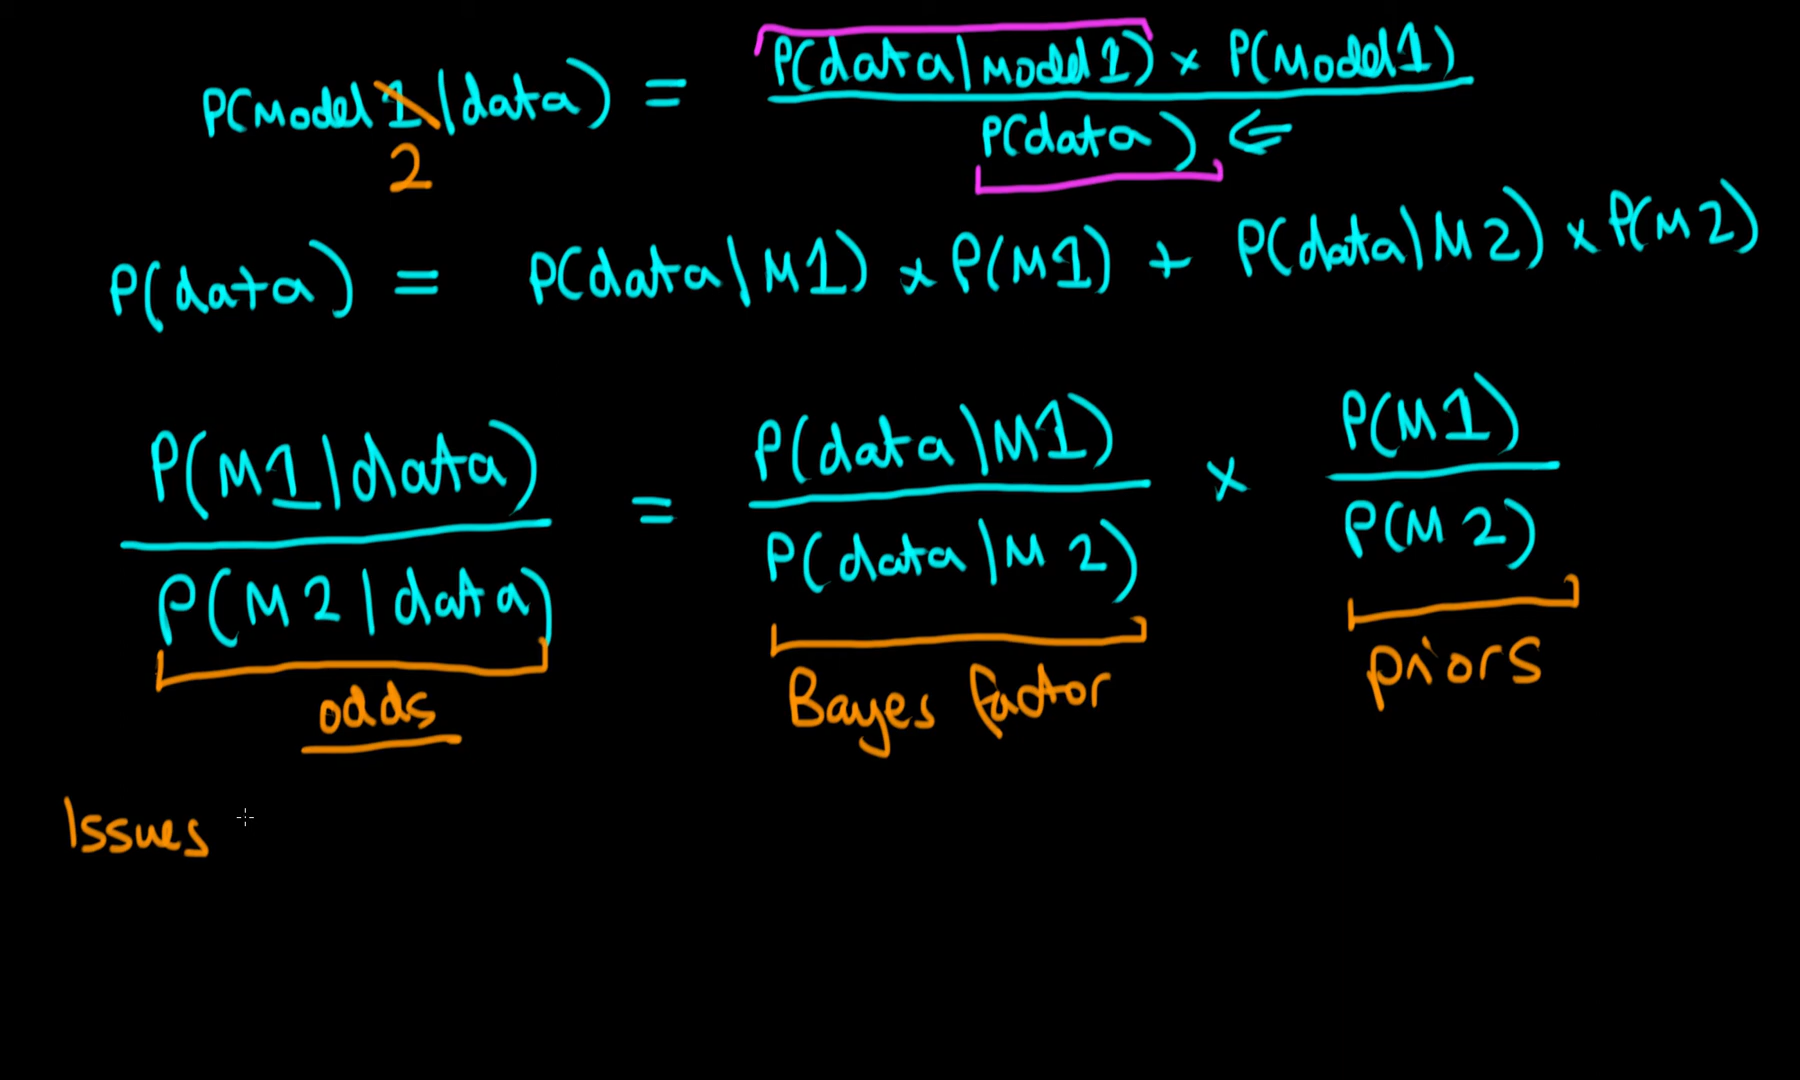 P(Model 1|data) = P(data|Model 1) × P(Model 1)
P(data) ⇐
2
P(data) = P(data|M1) × P(M1) + P(data|M2) × P(M2)
P(M1|data) = P(data|M1) × P(M1)
P(M2|data) P(data|M2) P(M2)
odds Bayes factor priors
Issues